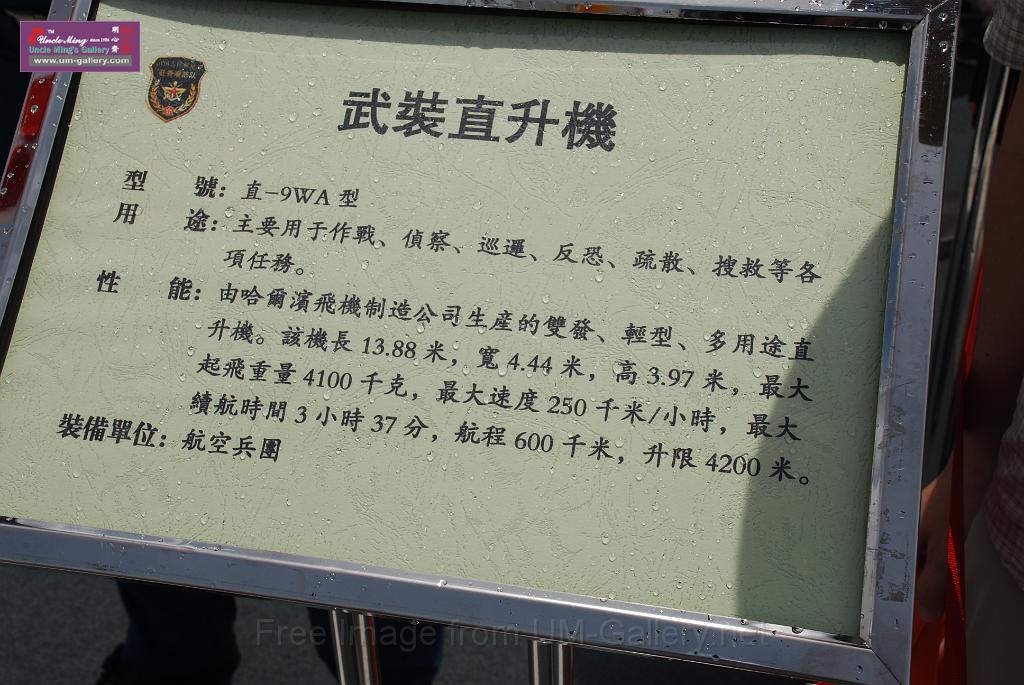 Uncle Ming since 1986
Uncle Ming's Gallery
www.um-gallery.com
武裝直升機
型 號：直-9WA 型
用 途：主要用于作戰、偵察、巡邏、反恐、疏散、搜救等各
項任務。
性 能：由哈爾濱飛機制造公司生產的雙發、輕型、多用途直
升機。該機長 13.88 米，寬 4.44 米，高 3.97 米，最大
起飛重量 4100 千克，最大速度 250 千米/小時，最大
續航時間 3 小時 37 分，航程 600 千米，升限 4200 米。
裝備單位：航空兵團
Free Image from UM-Gallery.net